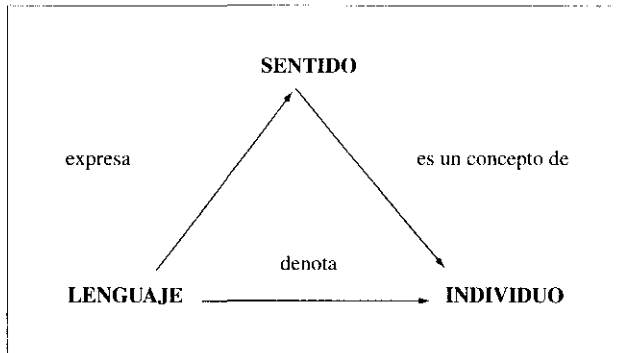 SENTIDO
expresa
es un concepto de
denota
LENGUAJE
INDIVIDUO